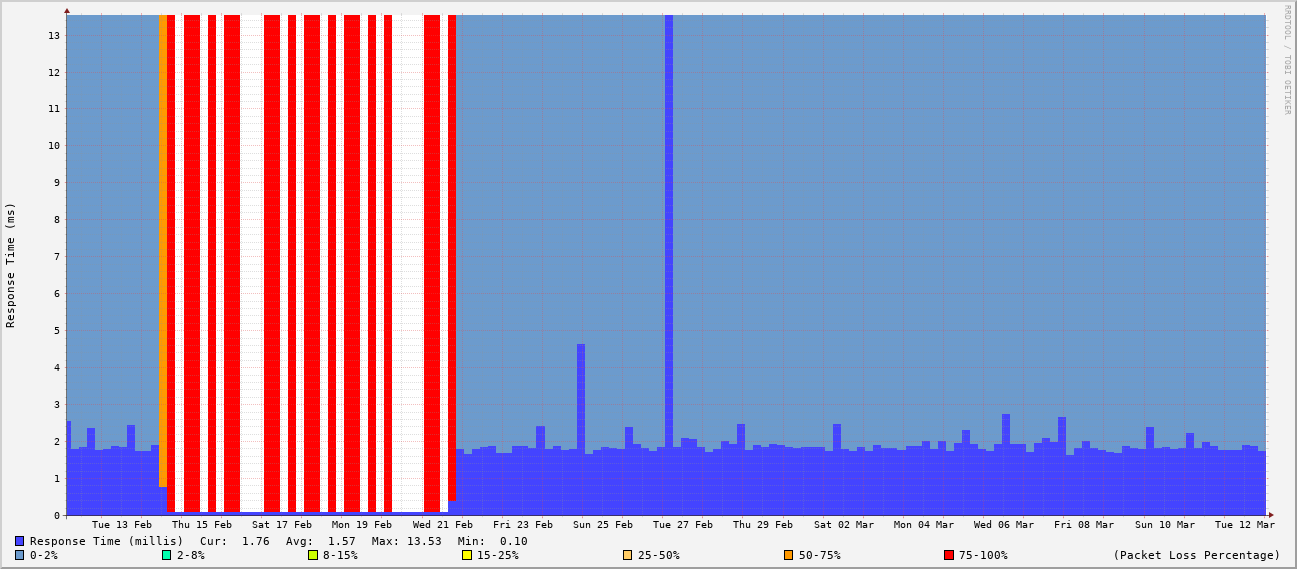 RRDTOOL / TOBI OETIKER
Response Time (ms)
13
12
11
10
9
8
7
6
5
4
3
2
1
0
Tue 13 Feb Thu 15 Feb Sat 17 Feb Mon 19 Feb Wed 21 Feb Fri 23 Feb Sun 25 Feb Tue 27 Feb Thu 29 Feb Sat 02 Mar Mon 04 Mar Wed 06 Mar Fri 08 Mar Sun 10 Mar Tue 12 Mar
Response Time (millis) Cur: 1.76 Avg: 1.57 Max: 13.53 Min: 0.10
0-2% 2-8% 8-15% 15-25% 25-50% 50-75% 75-100% (Packet Loss Percentage)